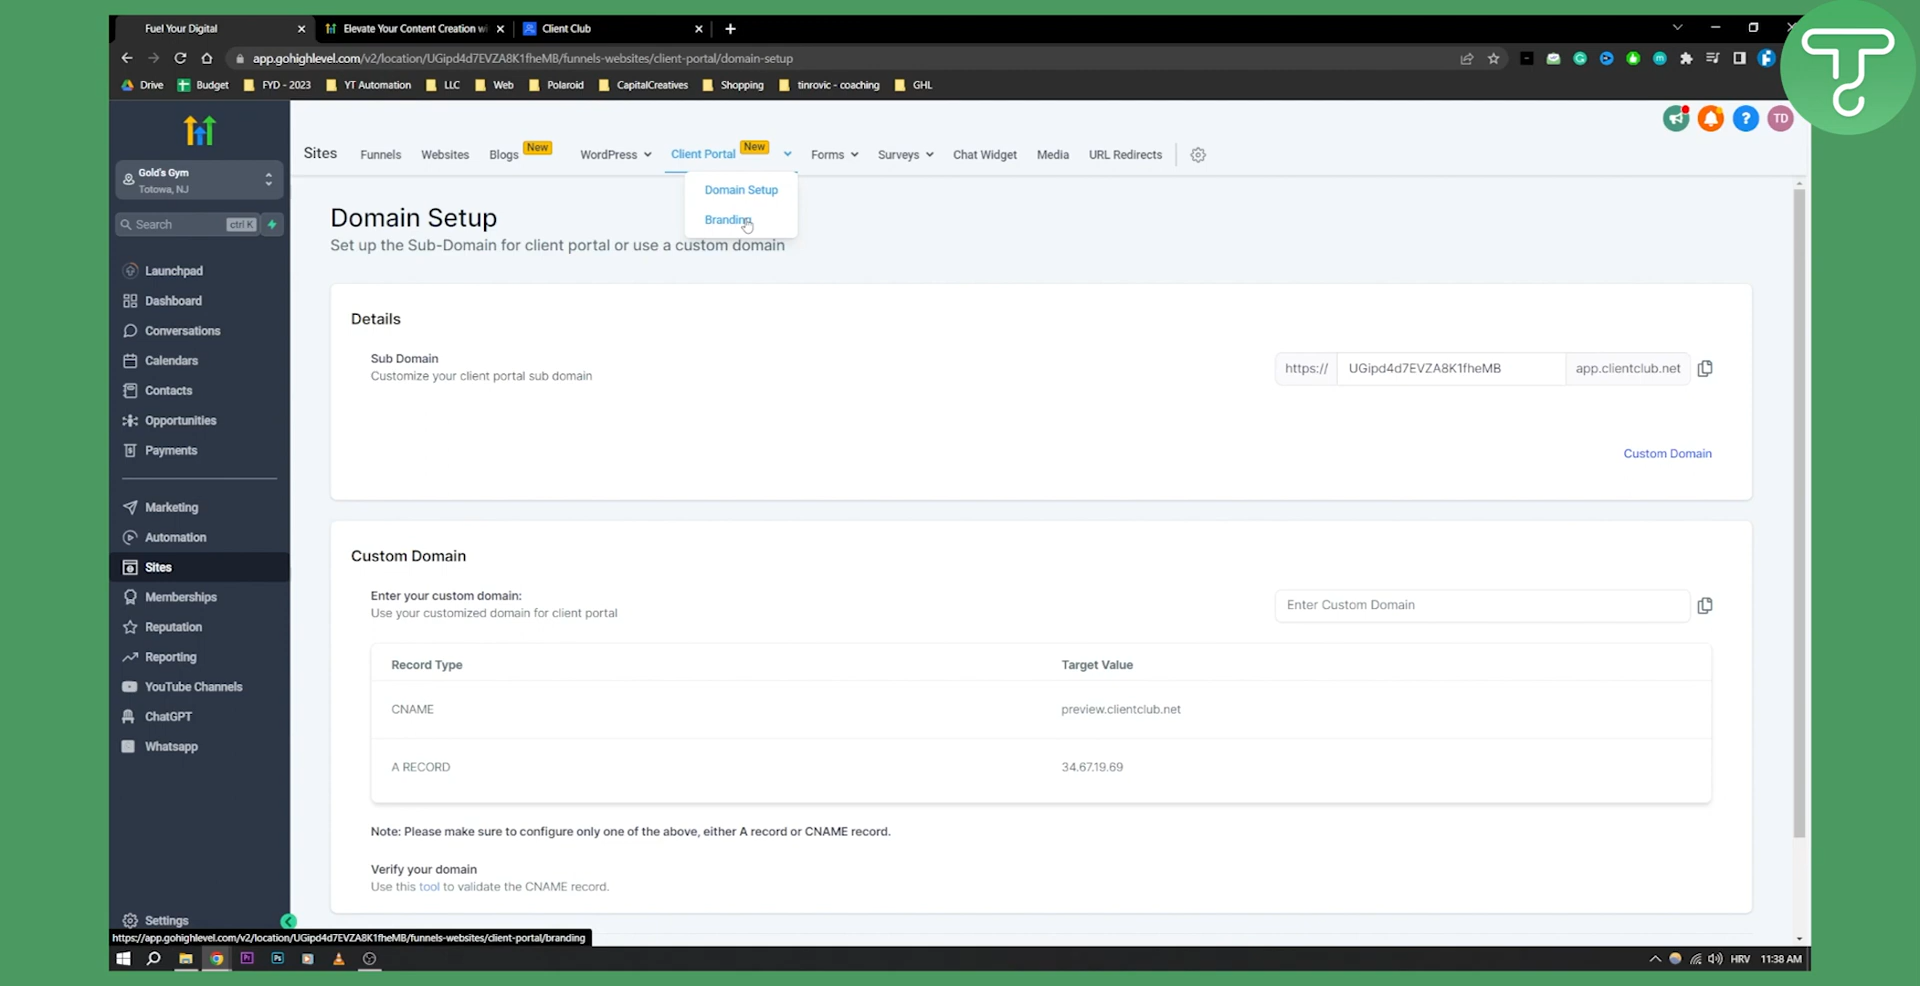 Fuel Your Digital
Elevate Your Content Creation wi
Client Club
app.gohighlevel.com/v2/location/UGipd4d7EVZA8K1fheMB/funnels-websites/client-portal/domain-setup
Drive
Budget
FYD - 2023
YT Automation
LLC
Web
Polaroid
CapitalCreatives
Shopping
tinrovic - coaching
GHL
Gold's Gym
Totowa, NJ
Search
ctrl K
Launchpad
Dashboard
Conversations
Calendars
Contacts
Opportunities
Payments
Marketing
Automation
Sites
Memberships
Reputation
Reporting
YouTube Channels
ChatGPT
Whatsapp
Settings
TD
Sites
Funnels
Websites
Blogs
New
WordPress
Client Portal
New
Forms
Surveys
Chat Widget
Media
URL Redirects
Domain Setup
Branding
Domain Setup
Set up the Sub-Domain for client portal or use a custom domain
Details
Sub Domain
Customize your client portal sub domain
https://
UGipd4d7EVZA8K1fheMB
app.clientclub.net
Custom Domain
Custom Domain
Enter your custom domain:
Use your customized domain for client portal
Enter Custom Domain
Record Type
Target Value
CNAME
preview.clientclub.net
A RECORD
34.67.19.69
Note: Please make sure to configure only one of the above, either A record or CNAME record.
Verify your domain
Use this tool to validate the CNAME record.
https://app.gohighlevel.com/v2/location/UGipd4d7EVZA8K1fheMB/funnels-websites/client-portal/branding
HRV
11:38 AM